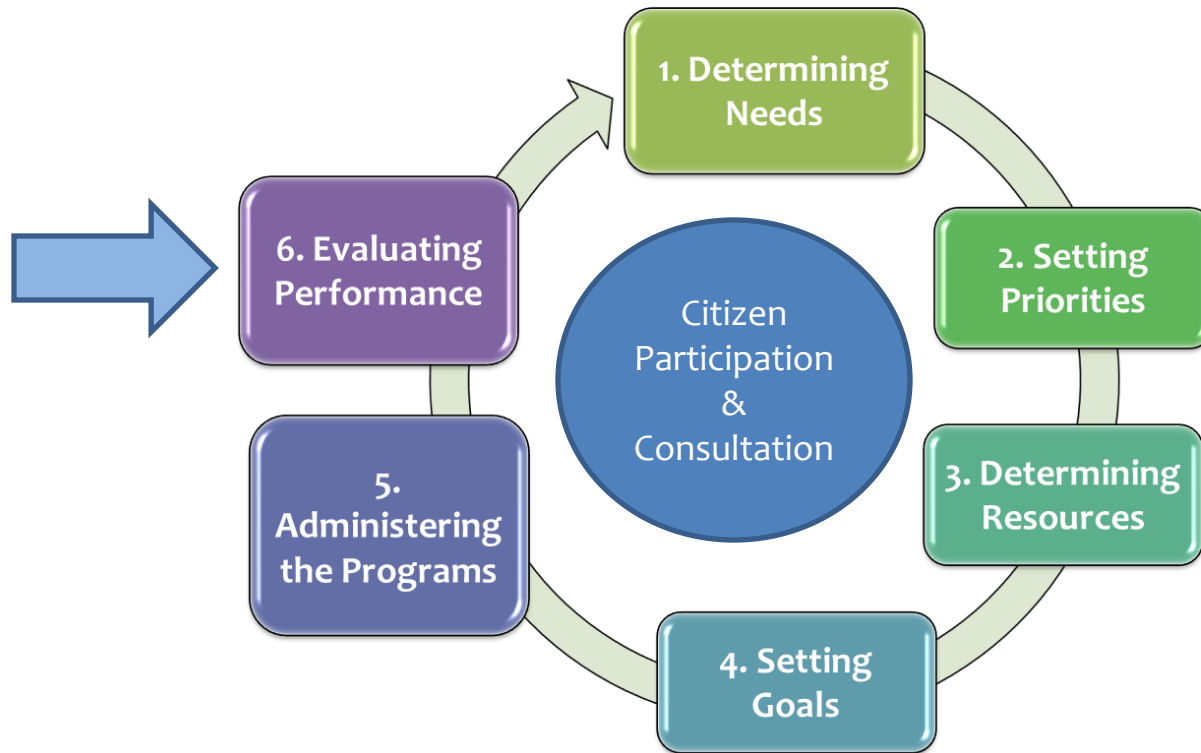 1. Determining
Needs
2. Setting
Priorities
3. Determining
Resources
4. Setting
Goals
5.
Administering
the Programs
6. Evaluating
Performance
Citizen
Participation
&
Consultation